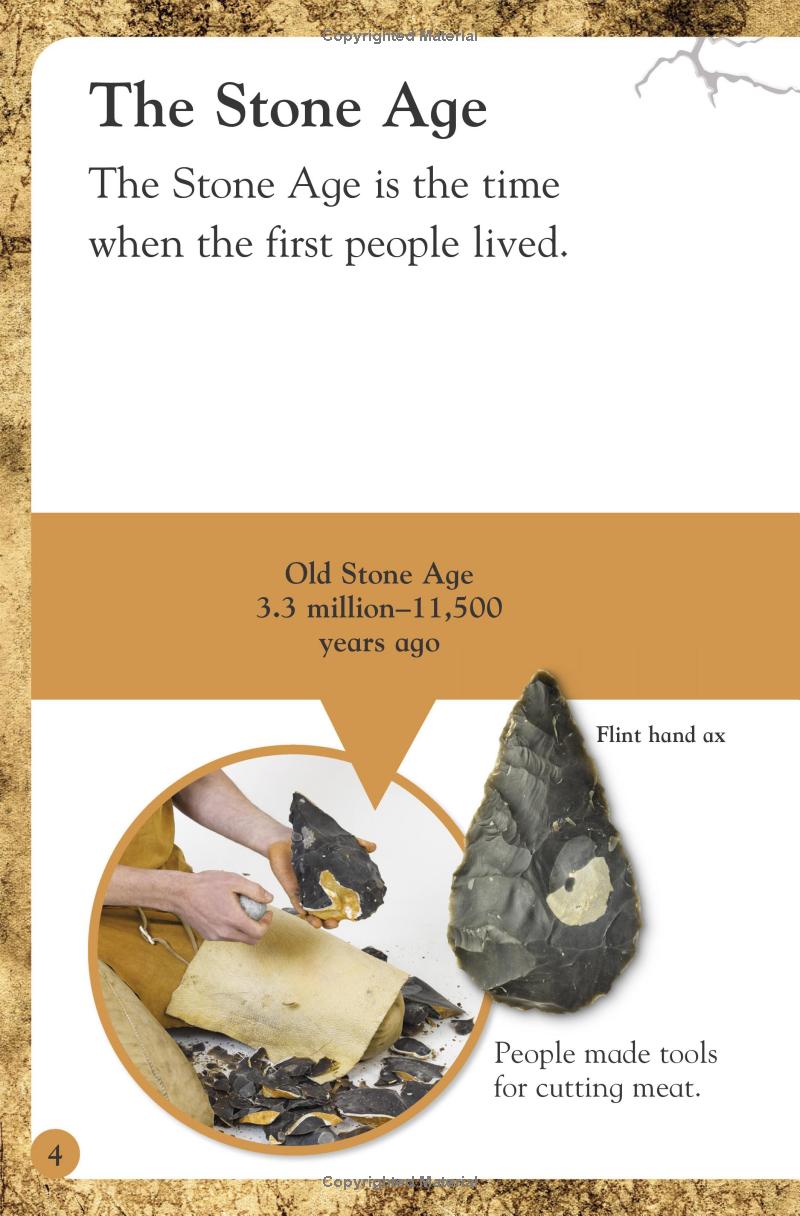 Copyrighted Material
The Stone Age
The Stone Age is the time
when the first people lived.
Old Stone Age
3.3 million–11,500
years ago
Flint hand ax
People made tools
for cutting meat.
4
Copyrighted Material